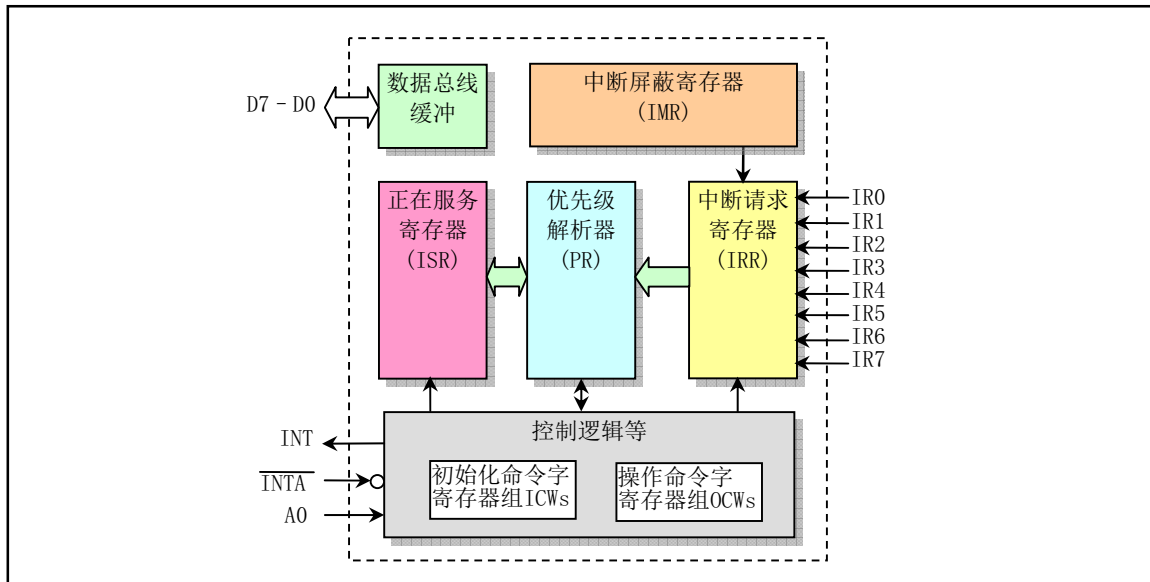 D7－D0
数据总线
缓冲
中断屏蔽寄存器
(IMR)
正在服务
寄存器
(ISR)
优先级
解析器
(PR)
中断请求
寄存器
(IRR)
IR0
IR1
IR2
IR3
IR4
IR5
IR6
IR7
控制逻辑等
INT
INTA
A0
初始化命令字
寄存器组ICWs
操作命令字
寄存器组OCWs